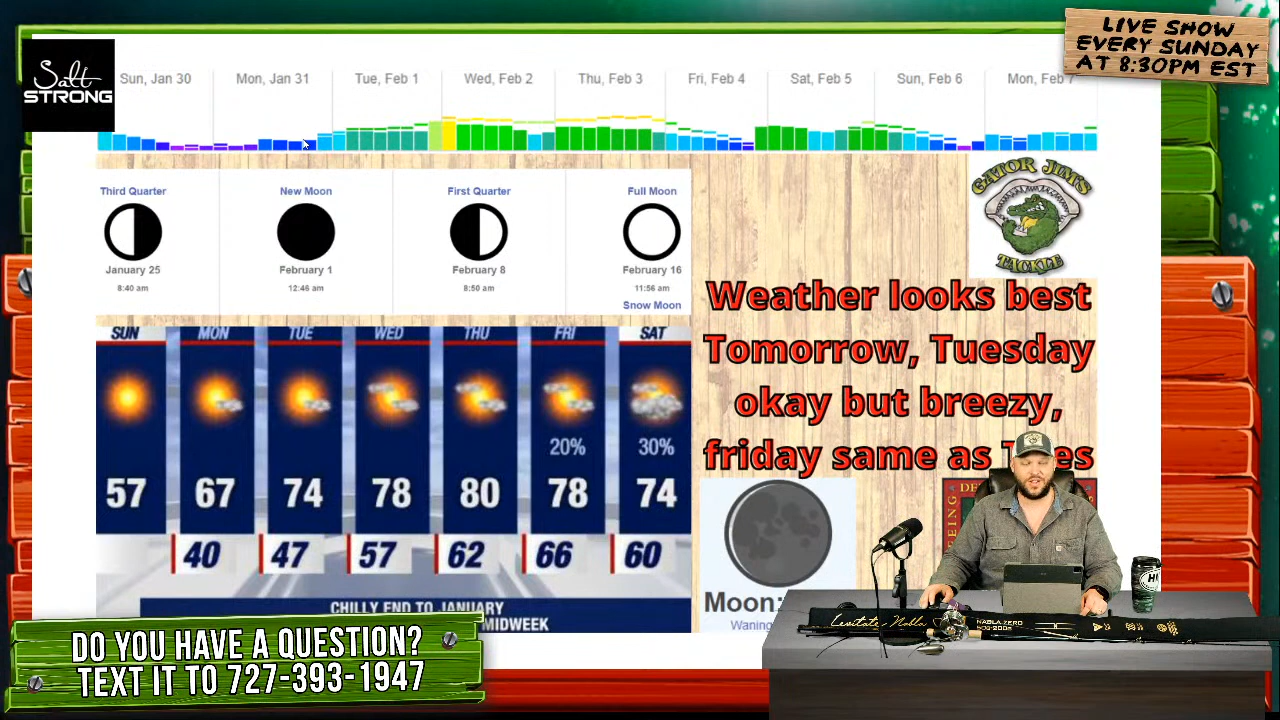 Salt
STRONG
LIVE SHOW
EVERY SUNDAY
AT 8:30PM EST
Sun, Jan 30
Mon, Jan 31
Tue, Feb 1
Wed, Feb 2
Thu, Feb 3
Fri, Feb 4
Sat, Feb 5
Sun, Feb 6
Mon, Feb 7
Third Quarter
January 25
8:40 am
New Moon
February 1
12:46 am
First Quarter
February 8
8:50 am
Full Moon
February 16
11:56 am
Snow Moon
GATOR JIM'S
TACKLE
Weather looks best
Tomorrow, Tuesday
okay but breezy,
friday same as
SUN MON TUE WED THU FRI SAT
20% 30%
57 67 74 78 80 78 74
40 47 57 62 66 60
CHILLY END TO JANUARY
MIDWEEK
Moon:
DO YOU HAVE A QUESTION?
TEXT IT TO 727-393-1947
NABLA ZERO